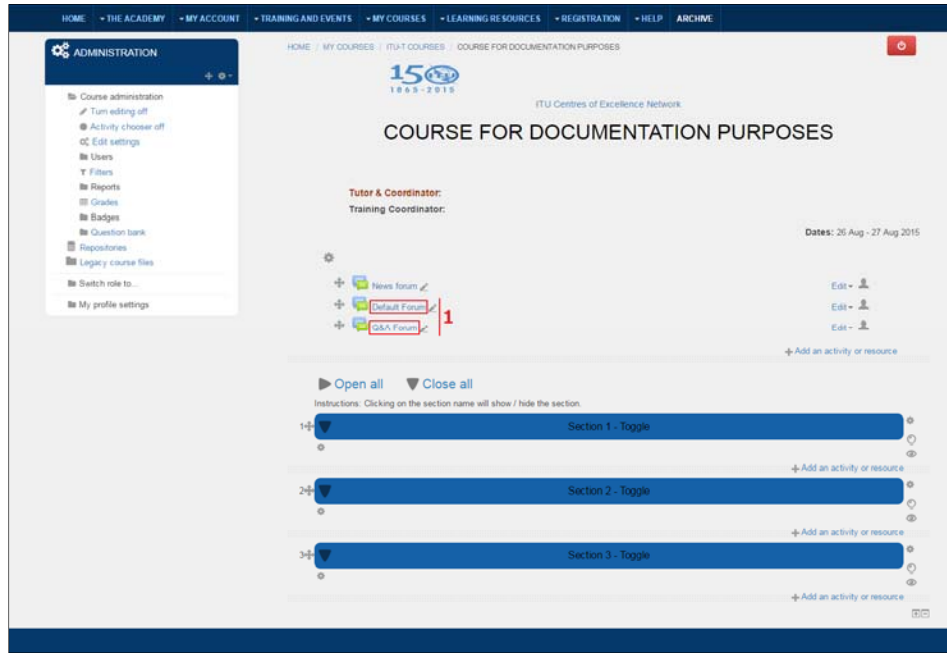 HOME THE ACADEMY MY ACCOUNT TRAINING AND EVENTS MY COURSES LEARNING RESOURCES REGISTRATION HELP ARCHIVE
ADMINISTRATION
Course administration
Turn editing off
Activity chooser off
Edit settings
Users
Filters
Reports
Grades
Badges
Question bank
Repositories
Legacy course files
Switch role to...
My profile settings
HOME / MY COURSES / ITU-T COURSES / COURSE FOR DOCUMENTATION PURPOSES
150
1865-2015
ITU Centres of Excellence Network
COURSE FOR DOCUMENTATION PURPOSES
Tutor & Coordinator:
Training Coordinator:
Dates: 26 Aug - 27 Aug 2015
News forum Edit
Default Forum Edit
1
Q&A Forum Edit
Add an activity or resource
Open all Close all
Instructions: Clicking on the section name will show / hide the section.
1 Section 1 - Toggle
Add an activity or resource
2 Section 2 - Toggle
Add an activity or resource
3 Section 3 - Toggle
Add an activity or resource